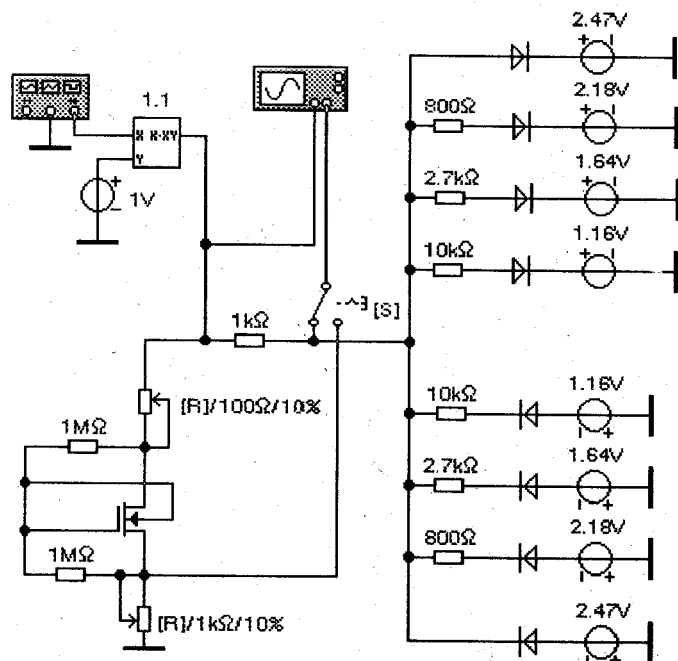 2.47V
+ -
1.1
800Ω
2.18V
+ -
X X-XY
Y
+
-
1V
2.7kΩ
1.64V
+ -
10kΩ
1.16V
+ -
[S]
1kΩ
[R]/100Ω/10%
1MΩ
10kΩ
1.16V
- +
2.7kΩ
1.64V
- +
1MΩ
800Ω
2.18V
- +
[R]/1kΩ/10%
2.47V
- +